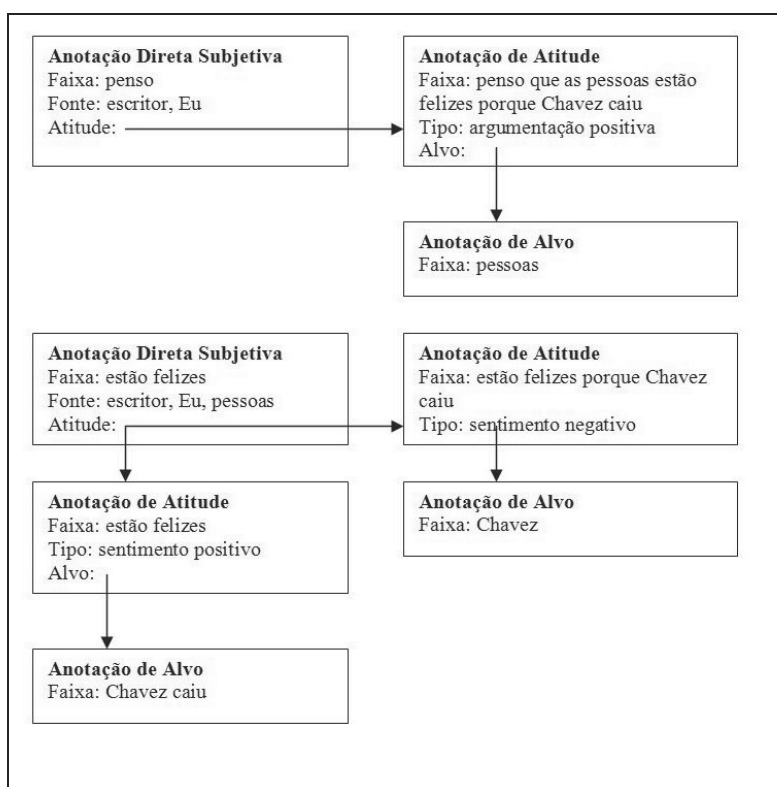 Anotação Direta Subjetiva
Faixa: penso
Fonte: escritor, Eu
Atitude:
Anotação de Atitude
Faixa: penso que as pessoas estão
felizes porque Chavez caiu
Tipo: argumentação positiva
Alvo:
Anotação de Alvo
Faixa: pessoas
Anotação Direta Subjetiva
Faixa: estão felizes
Fonte: escritor, Eu, pessoas
Atitude:
Anotação de Atitude
Faixa: estão felizes porque Chavez
caiu
Tipo: sentimento negativo
Anotação de Atitude
Faixa: estão felizes
Tipo: sentimento positivo
Alvo:
Anotação de Alvo
Faixa: Chavez
Anotação de Alvo
Faixa: Chavez caiu